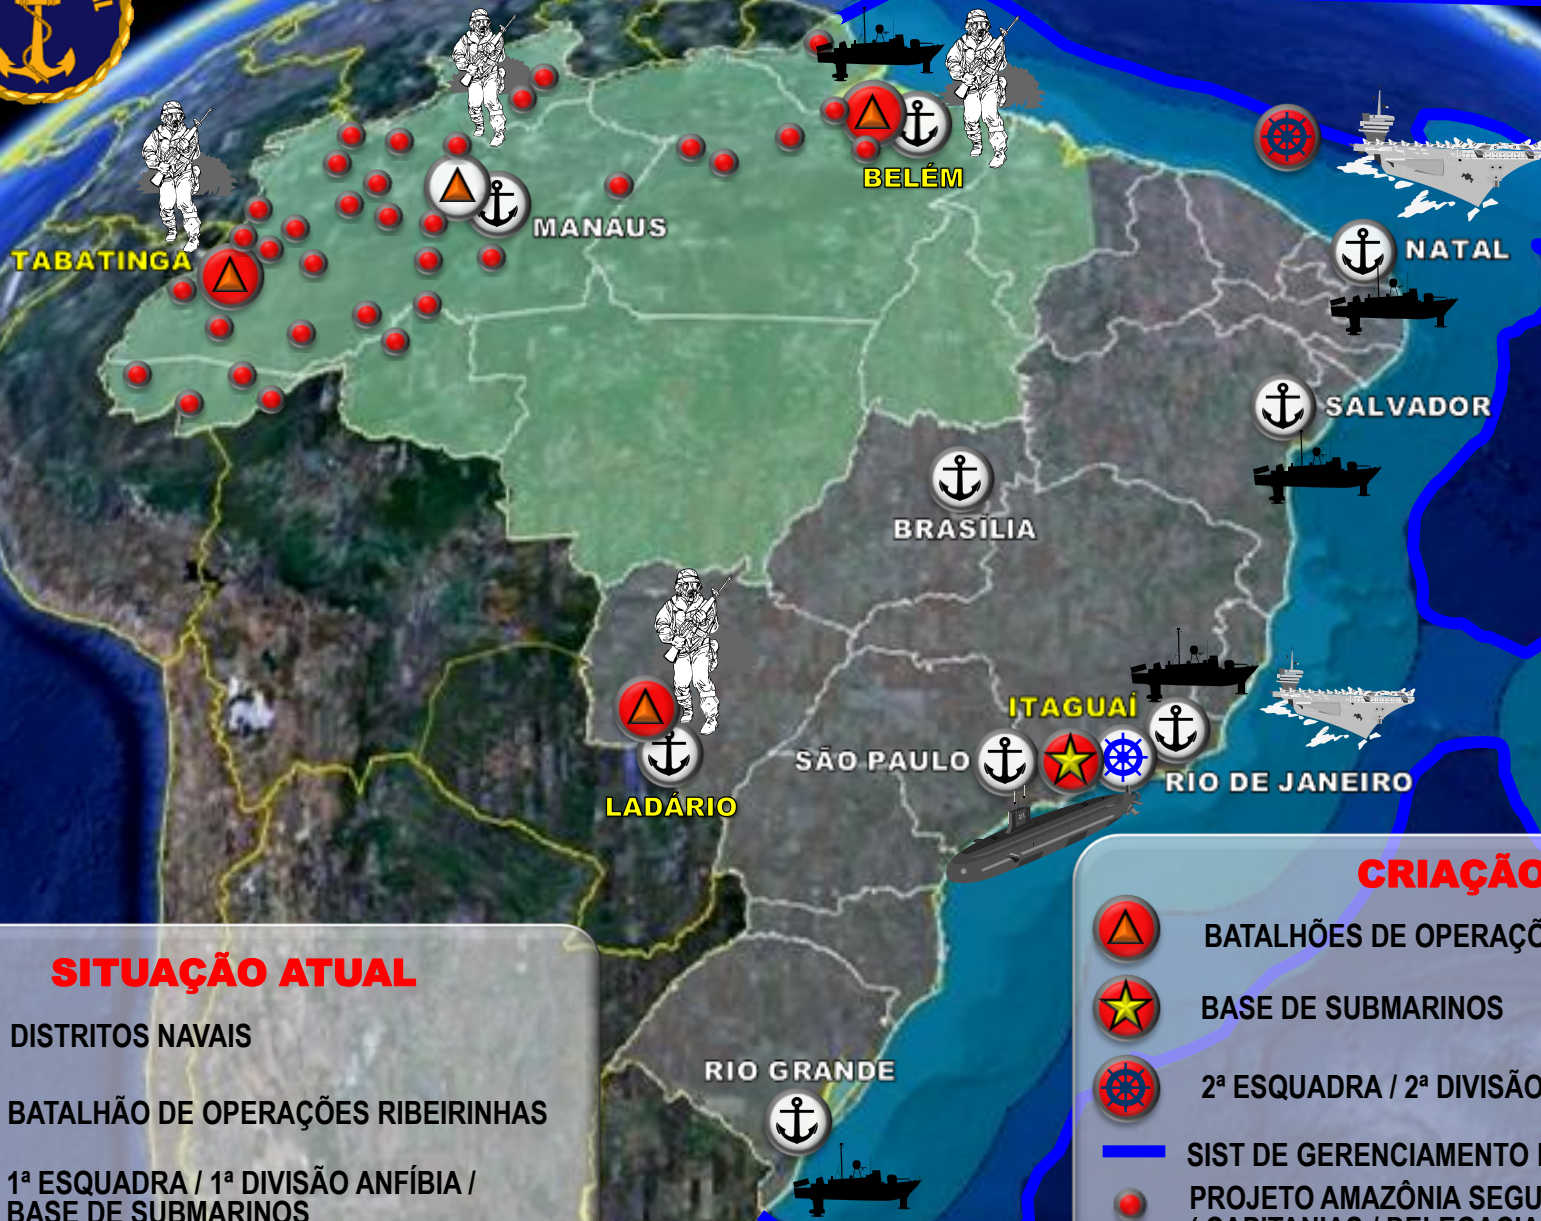 BELÉM
MANAUS
TABATINGA
NATAL
SALVADOR
BRASÍLIA
ITAGUAÍ
SÃO PAULO
RIO DE JANEIRO
LADÁRIO
RIO GRANDE
SITUAÇÃO ATUAL
DISTRITOS NAVAIS
BATALHÃO DE OPERAÇÕES RIBEIRINHAS
1ª ESQUADRA / 1ª DIVISÃO ANFÍBIA /
BASE DE SUBMARINOS
CRIAÇÃO
BATALHÕES DE
BASE DE SUBMARINOS
2ª ESQUADRA / 2ª DIVISÃO
SIST DE GERENCIAMENTO
PROJETO AMAZÔNIA